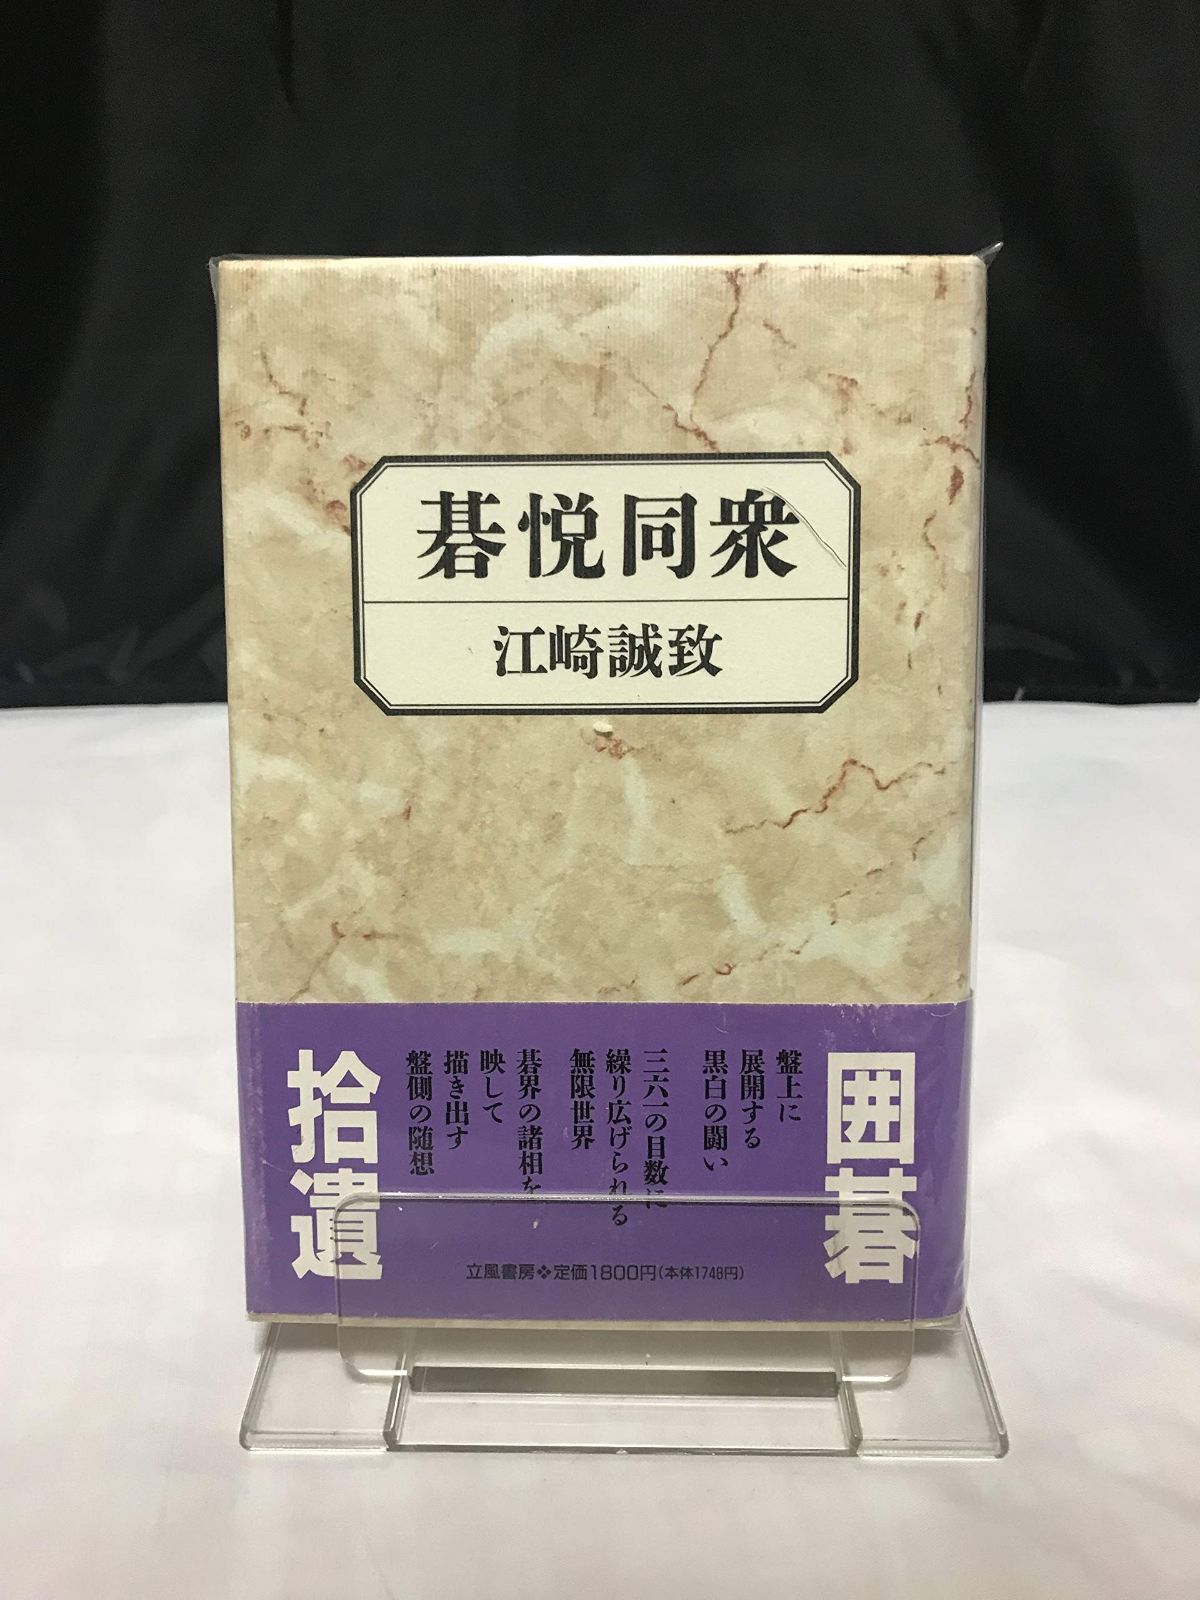 碁悦同衆
江崎誠致
囲碁
盤上に
展開する
黒白の闘い
三六一の目数に
繰り広げられる
無限世界
碁界の諸相を
映して
描き出す
盤側の随想
拾遺
立風書房❖定価1800円(本体1748円)